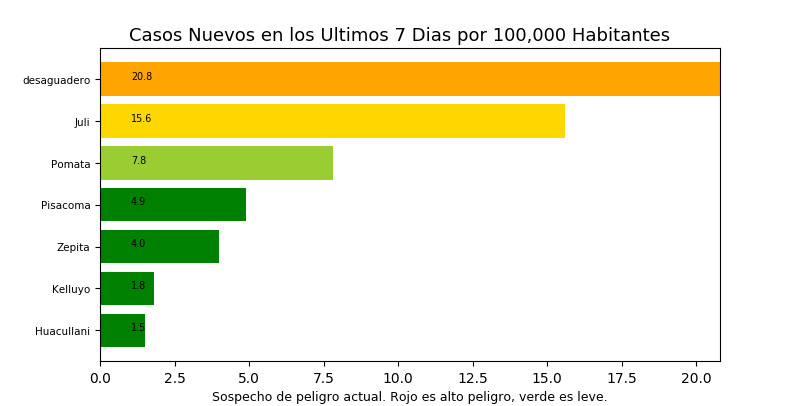 Casos Nuevos en los Ultimos 7 Dias por 100,000 Habitantes
desaguadero 20.8
Juli 15.6
Pomata 7.8
Pisacoma 4.9
Zepita 4.0
Kelluyo 1.8
Huacullani 1.5
0.0 2.5 5.0 7.5 10.0 12.5 15.0 17.5 20.0
Sospecho de peligro actual. Rojo es alto peligro, verde es leve.